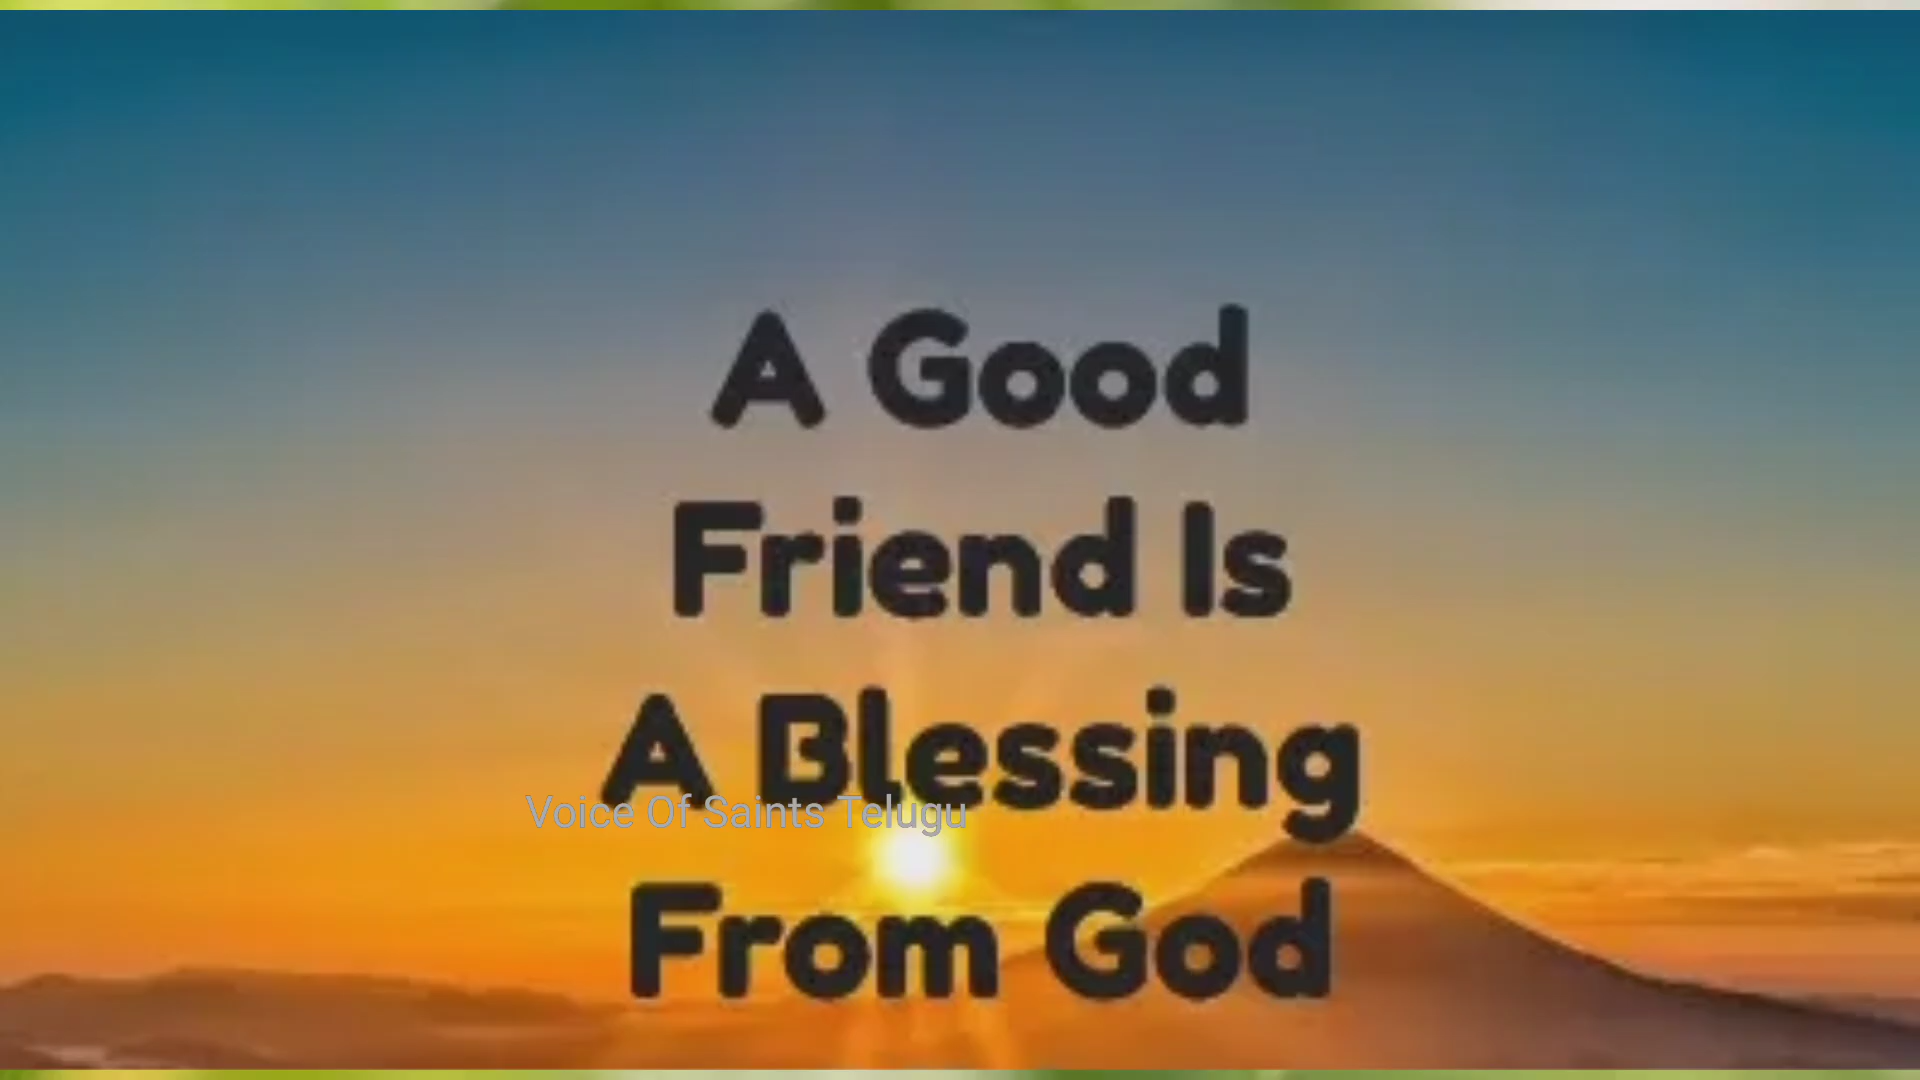 A Good
Friend Is
A Blessing
Voice Of Saints Telugu
From God